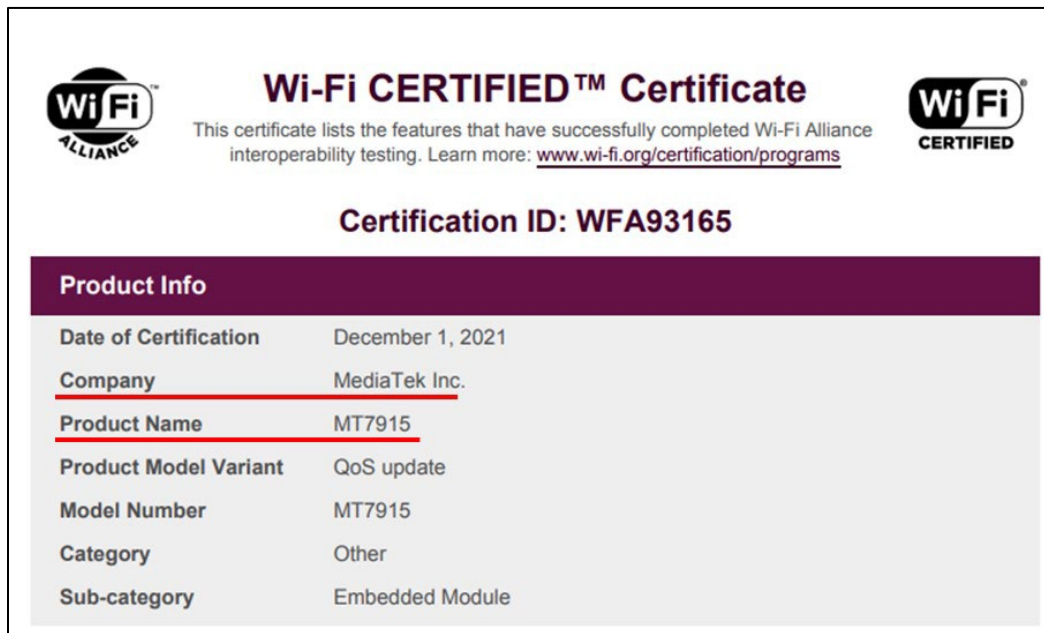 Wi Fi
ALLIANCE
™
Wi-Fi CERTIFIED™ Certificate
This certificate lists the features that have successfully completed Wi-Fi Alliance
interoperability testing. Learn more: www.wi-fi.org/certification/programs
Wi Fi®
CERTIFIED
Certification ID: WFA93165
Product Info
Date of Certification December 1, 2021
Company MediaTek Inc.
Product Name MT7915
Product Model Variant QoS update
Model Number MT7915
Category Other
Sub-category Embedded Module